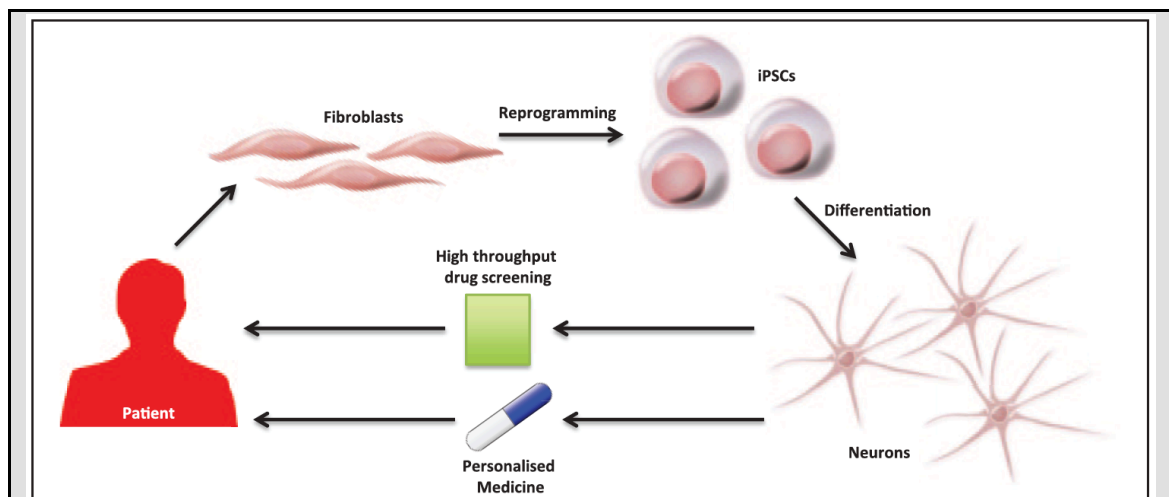 iPSCs
Fibroblasts
Reprogramming
Differentiation
High throughput
drug screening
Patient
Neurons
Personalised
Medicine